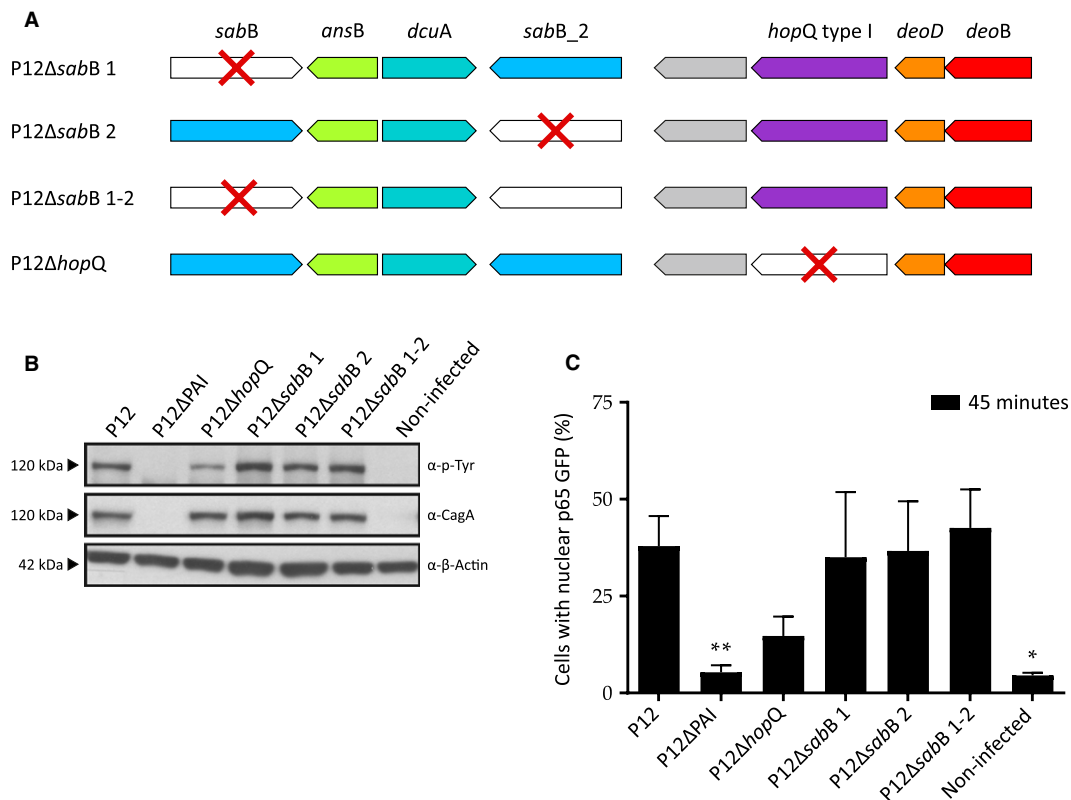 A
sabB ansB dcuA sabB_2 hopQ type I deoD deoB
P12ΔsabB 1
P12ΔsabB 2
P12ΔsabB 1-2
P12ΔhopQ
B
P12 P12ΔPAI P12ΔhopQ P12ΔsabB 1 P12ΔsabB 2 P12ΔsabB 1-2 Non-infected
120 kDa α-p-Tyr
120 kDa α-CagA
42 kDa α-β-Actin
C
45 minutes
Cells with nuclear p65 GFP (%)
75
50
25
0
** *
P12 P12ΔPAI P12ΔhopQ P12ΔsabB 1 P12ΔsabB 2 P12ΔsabB 1-2 Non-infected